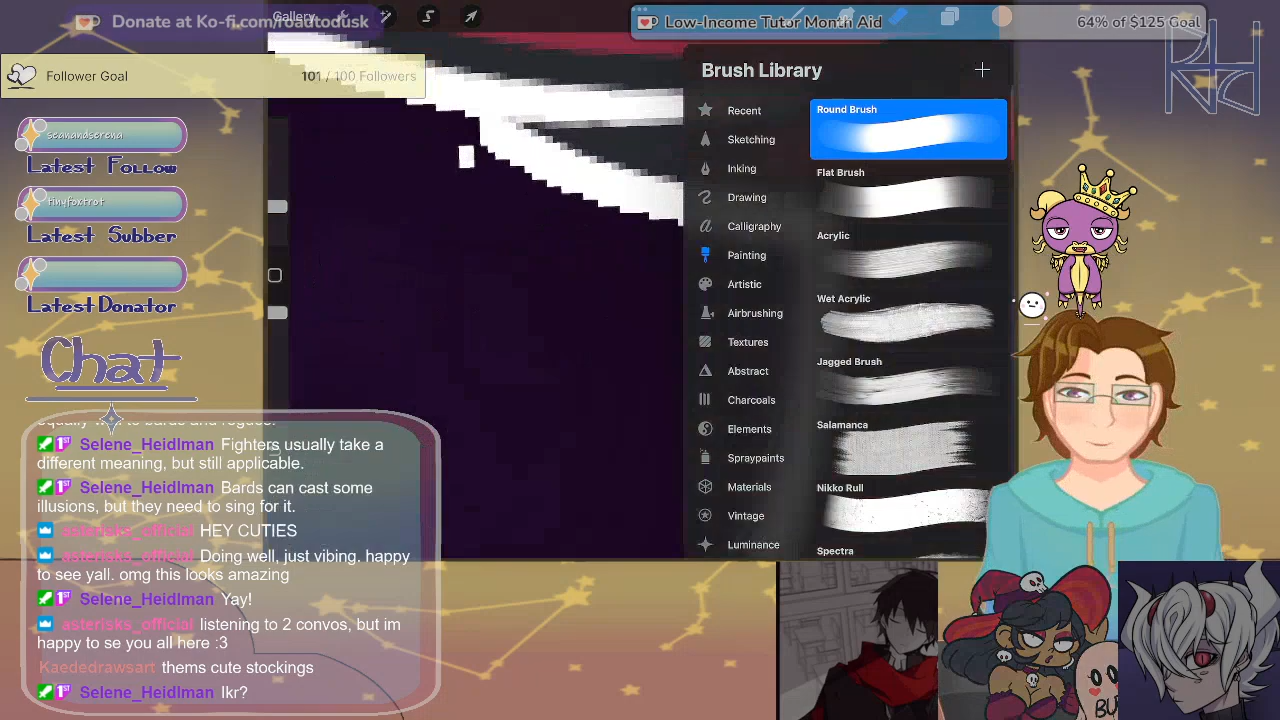 Donate at Ko-fi.com/roadtodusk
Gallery
Low-Income Tutor Month Aid
64% of $125 Goal
Follower Goal
101 / 100 Followers
seanandserena
Latest Follow
tinyfoxtrot
Latest Subber
Latest Donator
Chat
Selene_Heidlman Fighters usually take a
different meaning, but still applicable.
Selene_Heidlman Bards can cast some
illusions, but they need to sing for it.
asterisks_official HEY CUTIES
asterisks_official Doing well, just vibing. happy
to see yall. omg this looks amazing
Selene_Heidlman Yay!
asterisks_official listening to 2 convos, but im
happy to se you all here :3
Kaededrawsart thems cute stockings
Selene_Heidlman Ikr?
Brush Library
Recent
Sketching
Inking
Drawing
Calligraphy
Painting
Artistic
Airbrushing
Textures
Abstract
Charcoals
Elements
Spraypaints
Materials
Vintage
Luminance
Round Brush
Flat Brush
Acrylic
Wet Acrylic
Jagged Brush
Salamanca
Nikko Rull
Spectra